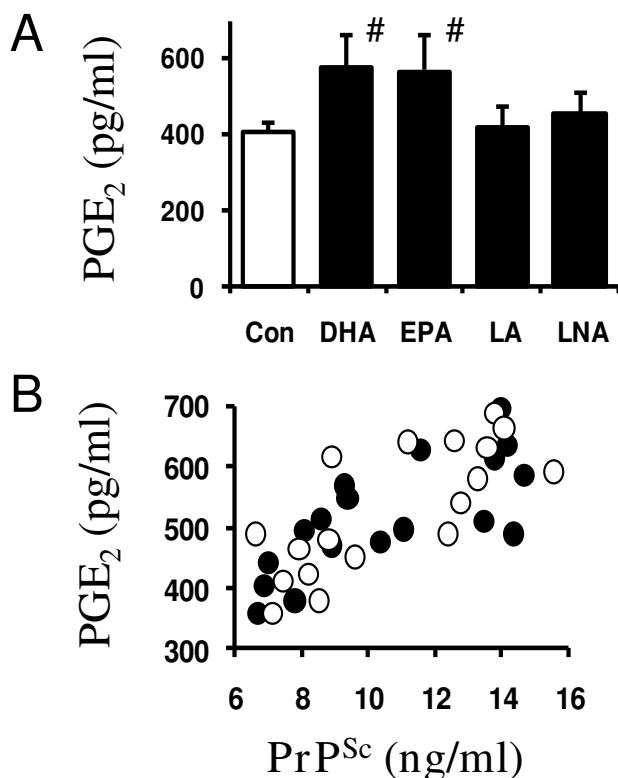 A
PGE2 (pg/ml)
600
400
200
0
# #
Con DHA EPA LA LNA
B
PGE2 (pg/ml)
700
600
500
400
300
6 8 10 12 14 16
PrPSc (ng/ml)